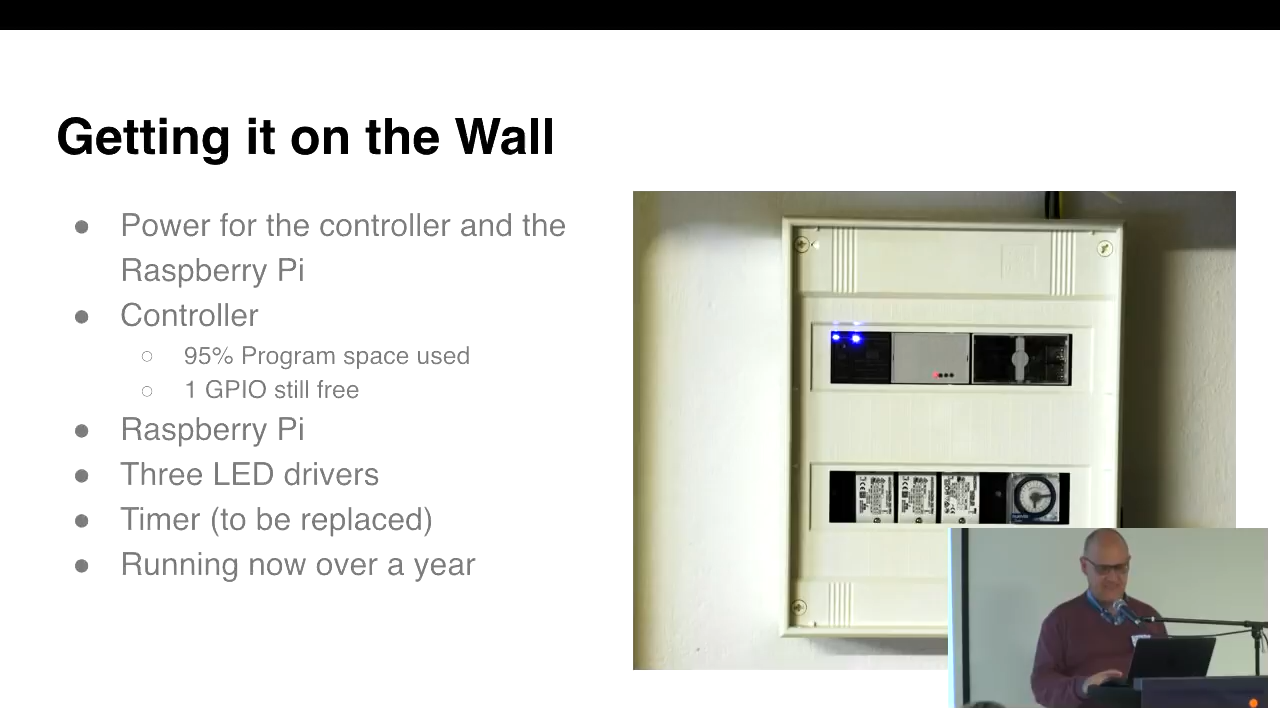 Getting it on the Wall
● Power for the controller and the
Raspberry Pi
● Controller
○ 95% Program space used
○ 1 GPIO still free
● Raspberry Pi
● Three LED drivers
● Timer (to be replaced)
● Running now over a year